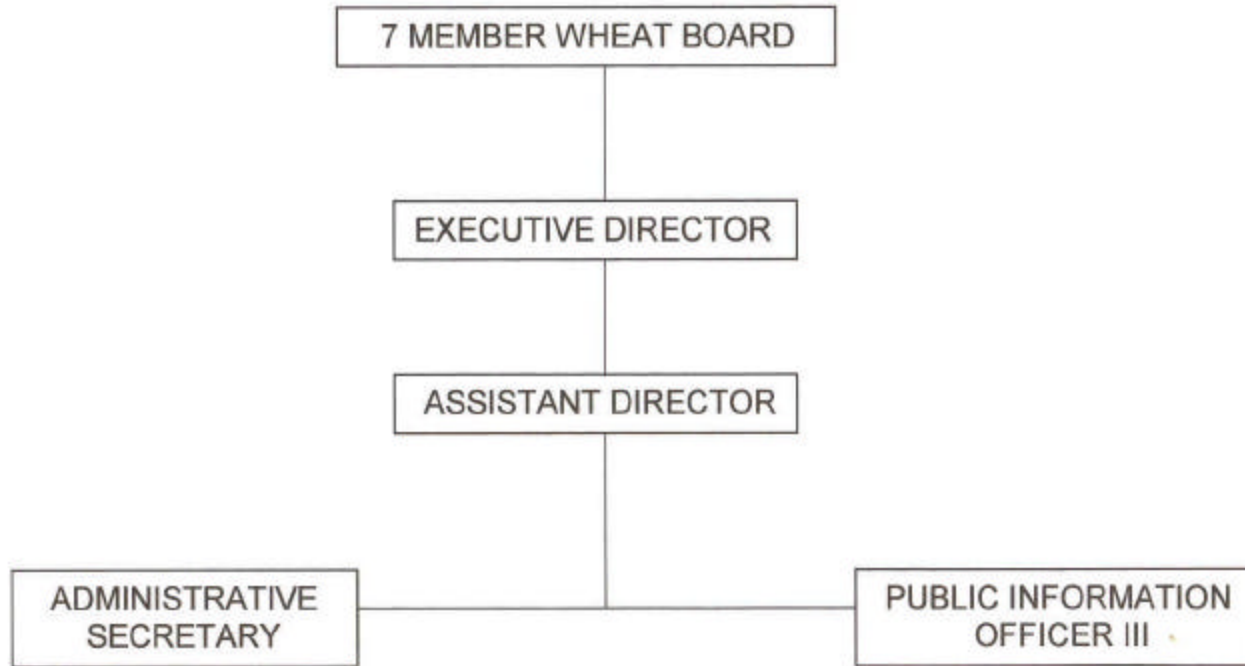 7 MEMBER WHEAT BOARD
EXECUTIVE DIRECTOR
ASSISTANT DIRECTOR
ADMINISTRATIVE
SECRETARY
PUBLIC INFORMATION
OFFICER III